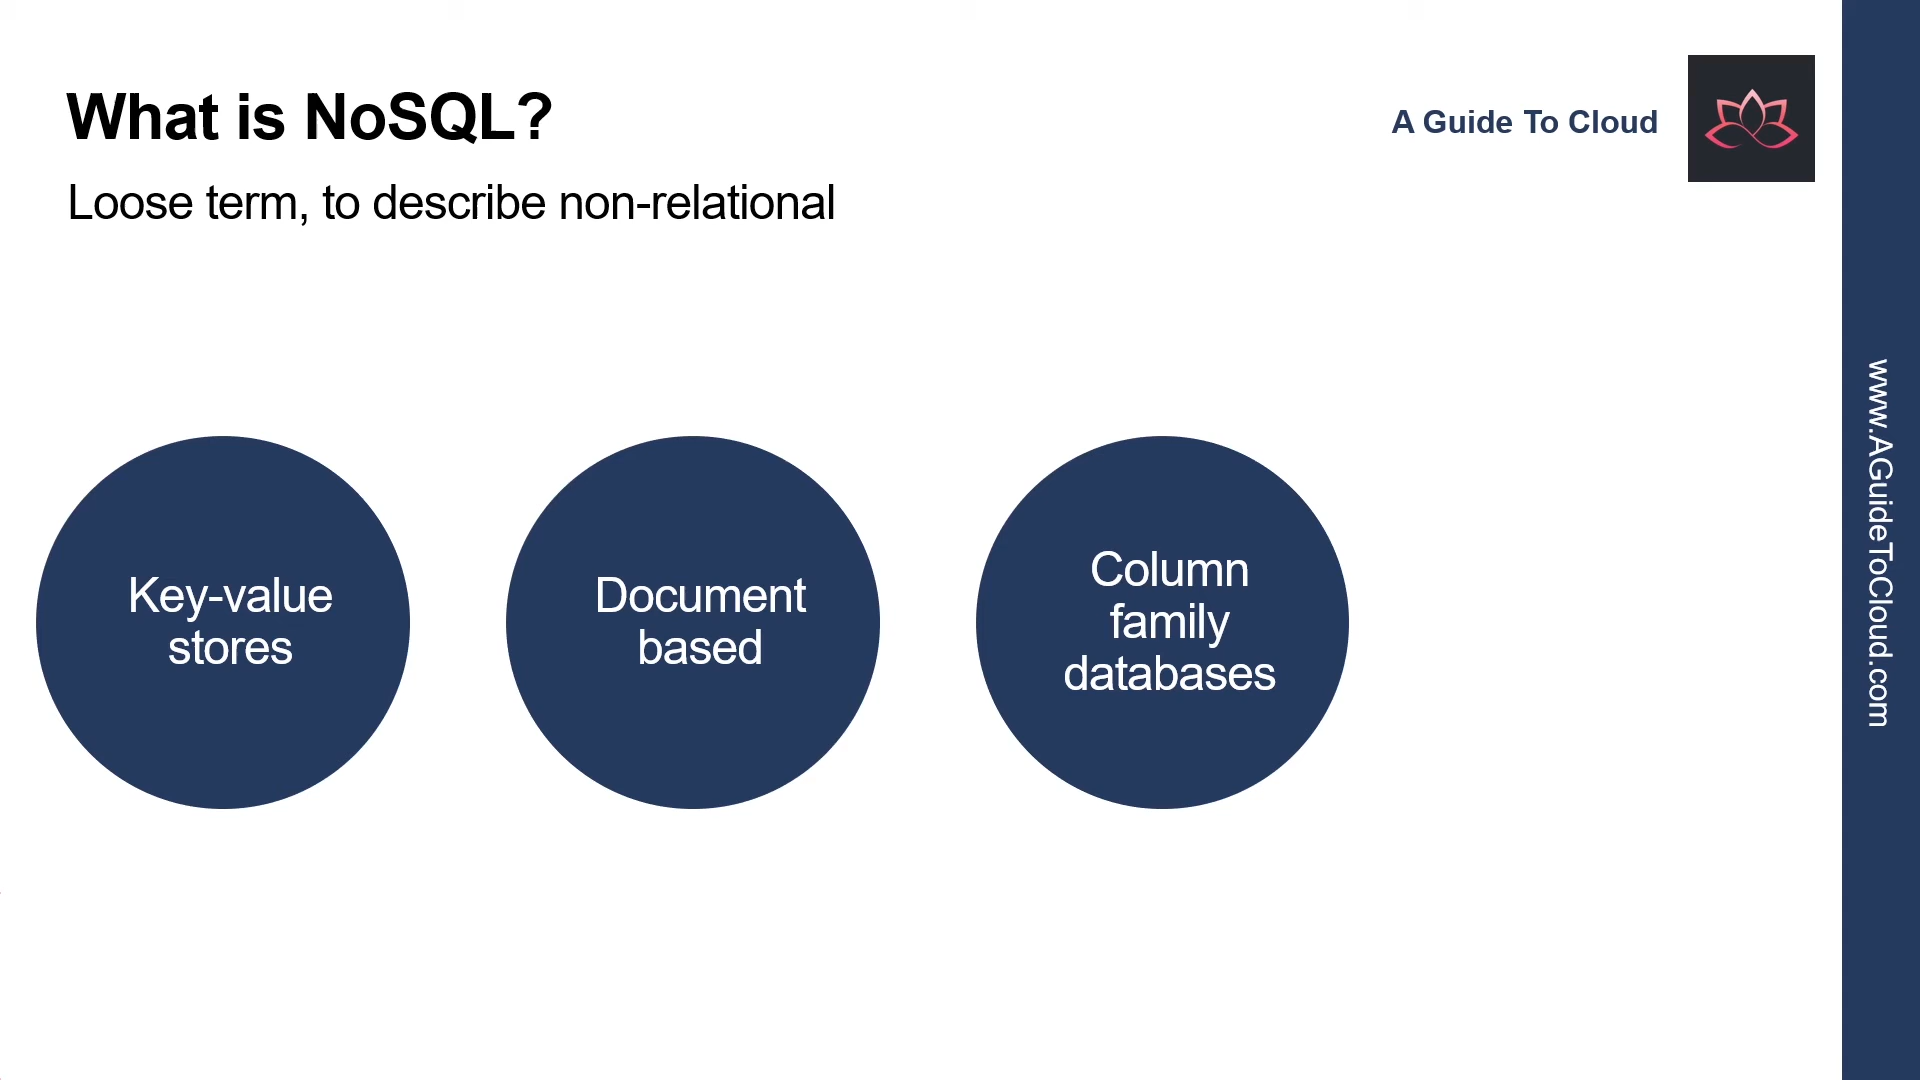 What is NoSQL?
Loose term, to describe non-relational
A Guide To Cloud
Key-value
stores
Document
based
Column
family
databases
www.AGuideToCloud.com